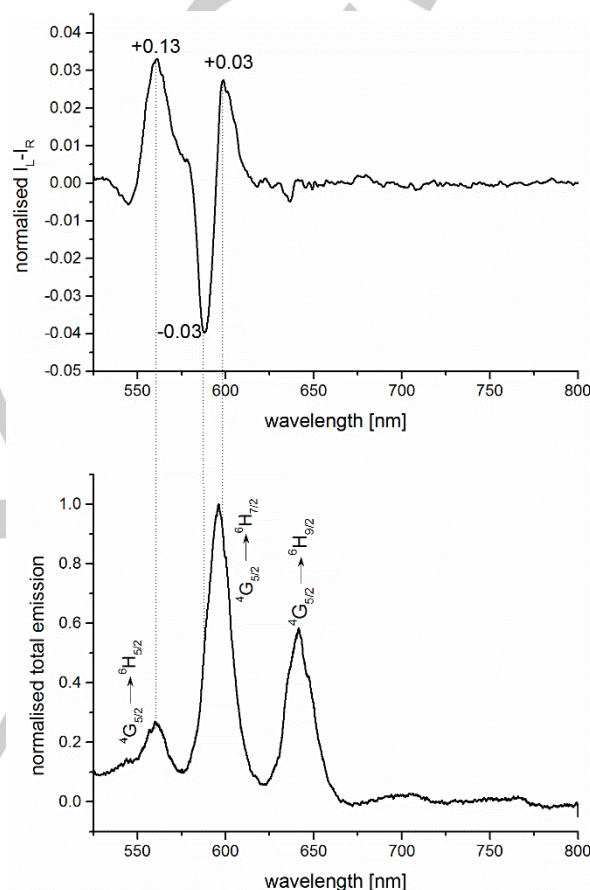 +0.13
+0.03
-0.03
0.04
0.03
0.02
0.01
0.00
-0.01
-0.02
-0.03
-0.04
-0.05
normalised I_L-I_R
550 600 650 700 750 800
wavelength [nm]
⁴G₅/₂ → ⁶H₅/₂
⁴G₅/₂ → ⁶H₇/₂
⁴G₅/₂ → ⁶H₉/₂
1.0
0.8
0.6
0.4
0.2
0.0
normalised total emission
550 600 650 700 750 800
wavelength [nm]